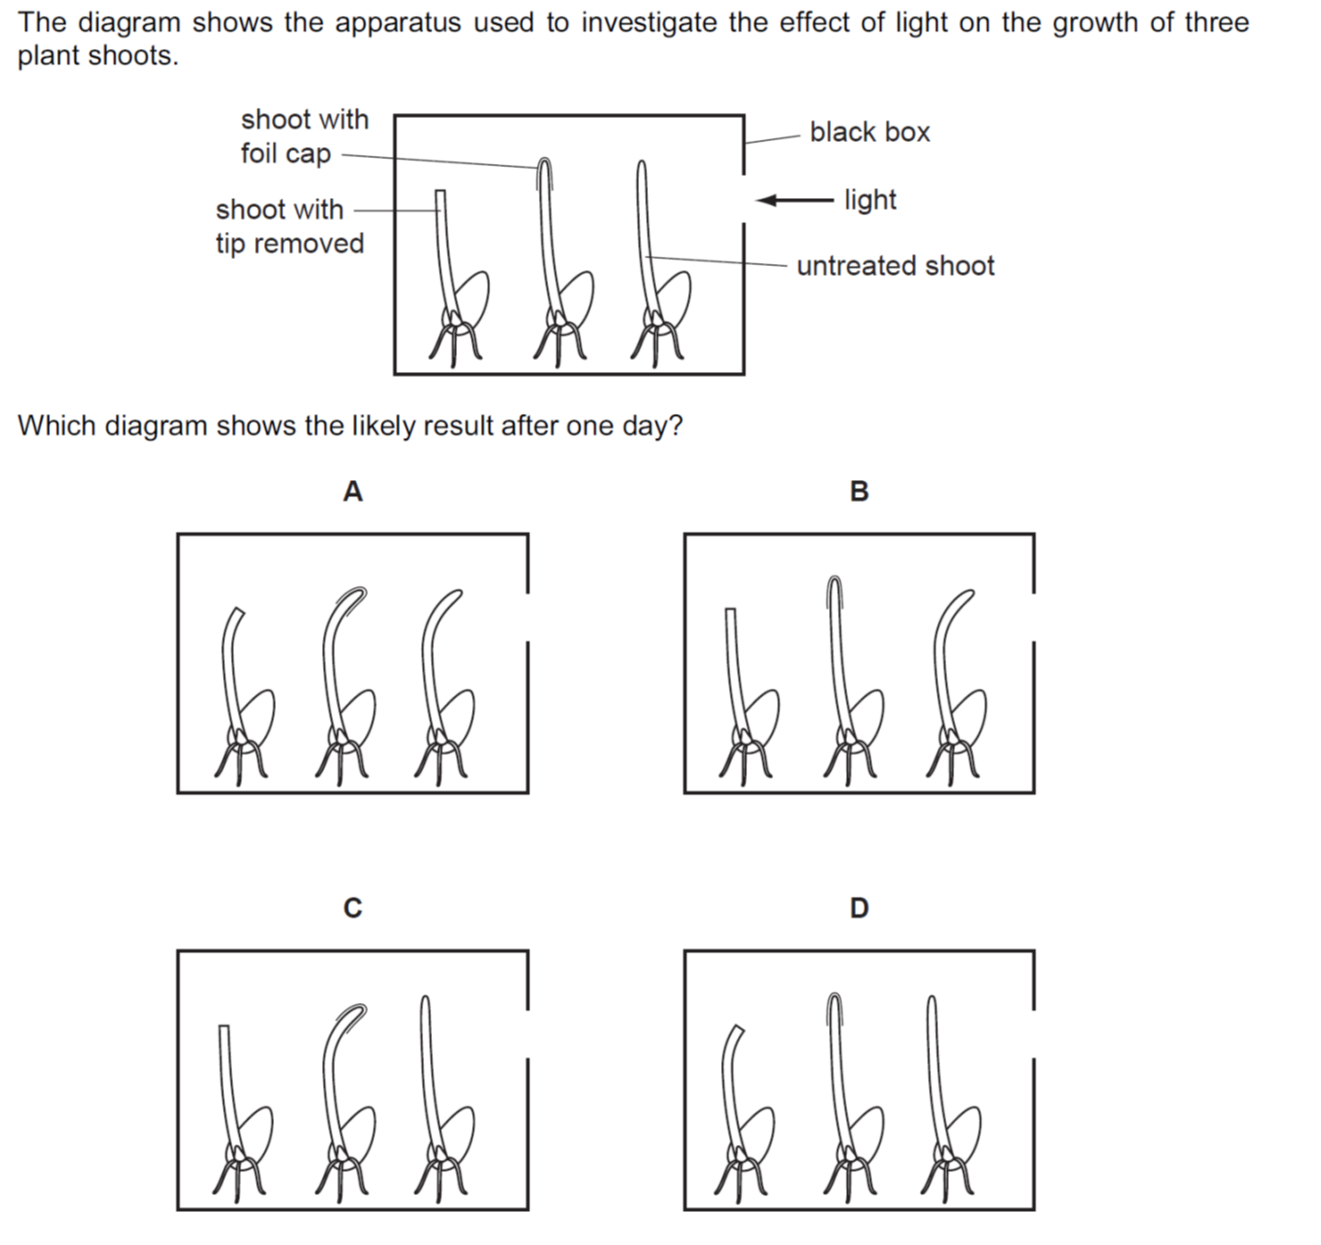 The diagram shows the apparatus used to investigate the effect of light on the growth of three
plant shoots.
shoot with
foil cap
shoot with
tip removed
black box
light
untreated shoot
Which diagram shows the likely result after one day?
A
B
C
D